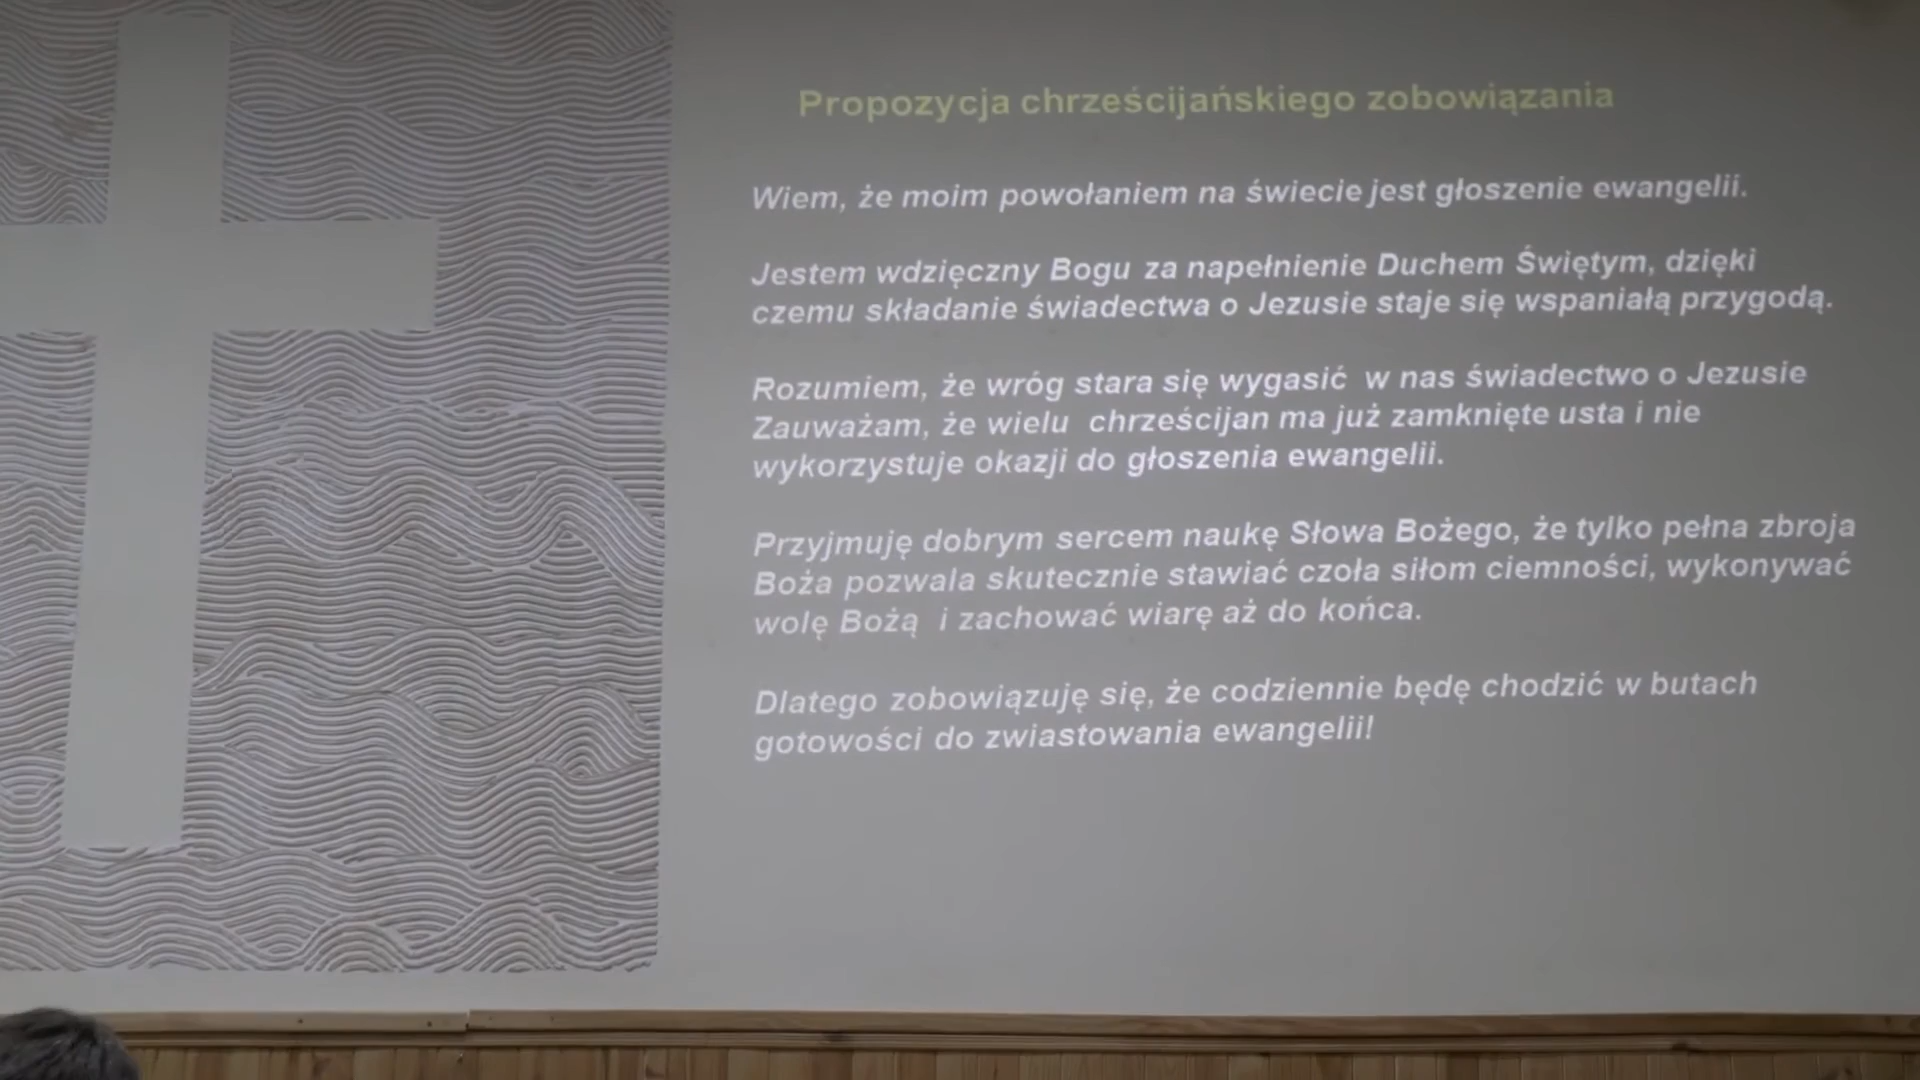 Propozycja chrześcijańskiego zobowiązania
Wiem, że moim powołaniem na świecie jest głoszenie ewangelii.
Jestem wdzięczny Bogu za napełnienie Duchem Świętym, dzięki
czemu składanie świadectwa o Jezusie staje się wspaniałą przygodą.
Rozumiem, że wróg stara się wygasić w nas świadectwo o Jezusie
Zauważam, że wielu chrześcijan ma już zamknięte usta i nie
wykorzystuje okazji do głoszenia ewangelii.
Przyjmuję dobrym sercem naukę Słowa Bożego, że tylko pełna zbroja
Boża pozwala skutecznie stawiać czoła siłom ciemności, wykonywać
wolę Bożą i zachować wiarę aż do końca.
Dlatego zobowiązuję się, że codziennie będę chodzić w butach
gotowości do zwiastowania ewangelii!